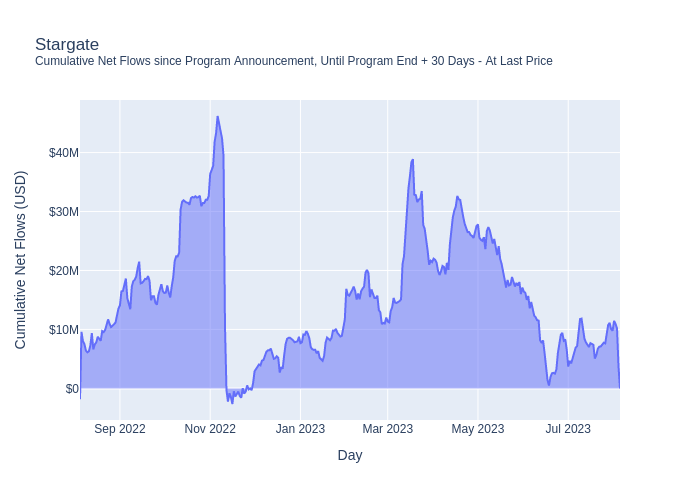 Stargate
Cumulative Net Flows since Program Announcement, Until Program End + 30 Days - At Last Price
Cumulative Net Flows (USD)
$40M
$30M
$20M
$10M
$0
Sep 2022
Nov 2022
Jan 2023
Mar 2023
May 2023
Jul 2023
Day